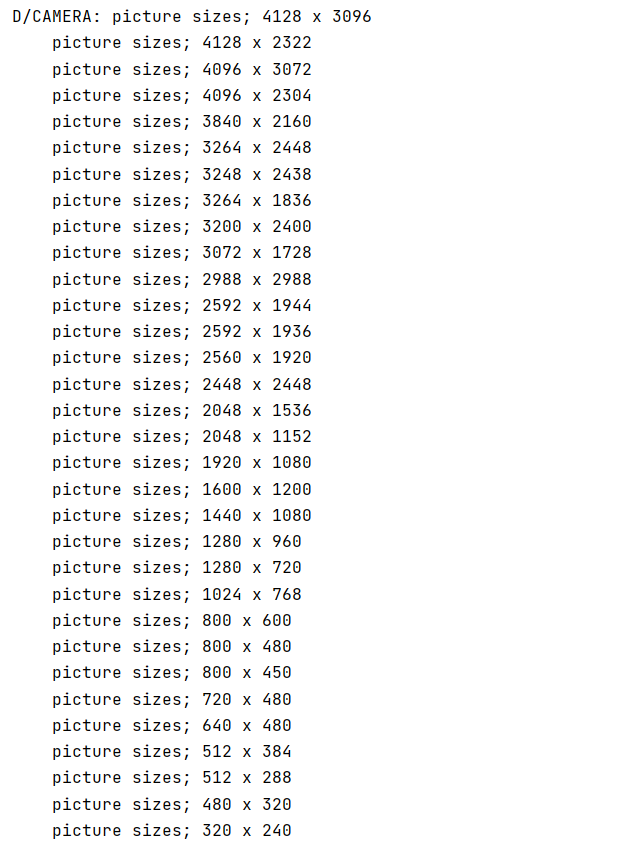 D/CAMERA: picture sizes; 4128 x 3096
picture sizes; 4128 x 2322
picture sizes; 4096 x 3072
picture sizes; 4096 x 2304
picture sizes; 3840 x 2160
picture sizes; 3264 x 2448
picture sizes; 3248 x 2438
picture sizes; 3264 x 1836
picture sizes; 3200 x 2400
picture sizes; 3072 x 1728
picture sizes; 2988 x 2988
picture sizes; 2592 x 1944
picture sizes; 2592 x 1936
picture sizes; 2560 x 1920
picture sizes; 2448 x 2448
picture sizes; 2048 x 1536
picture sizes; 2048 x 1152
picture sizes; 1920 x 1080
picture sizes; 1600 x 1200
picture sizes; 1440 x 1080
picture sizes; 1280 x 960
picture sizes; 1280 x 720
picture sizes; 1024 x 768
picture sizes; 800 x 600
picture sizes; 800 x 480
picture sizes; 800 x 450
picture sizes; 720 x 480
picture sizes; 640 x 480
picture sizes; 512 x 384
picture sizes; 512 x 288
picture sizes; 480 x 320
picture sizes; 320 x 240